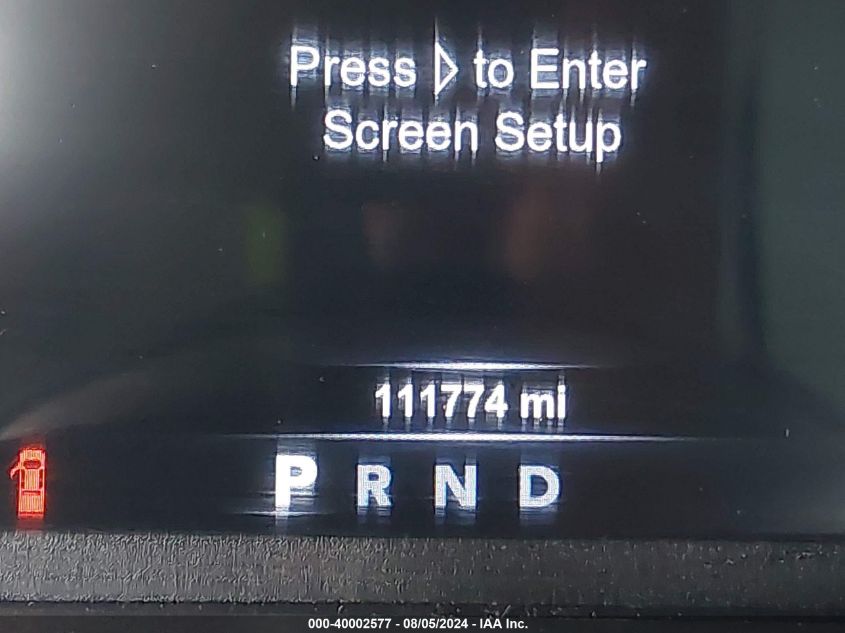 Press ▷ to Enter
Screen Setup
111774 mi
P R N D
000-40002577 - 08/05/2024 - IAA Inc.